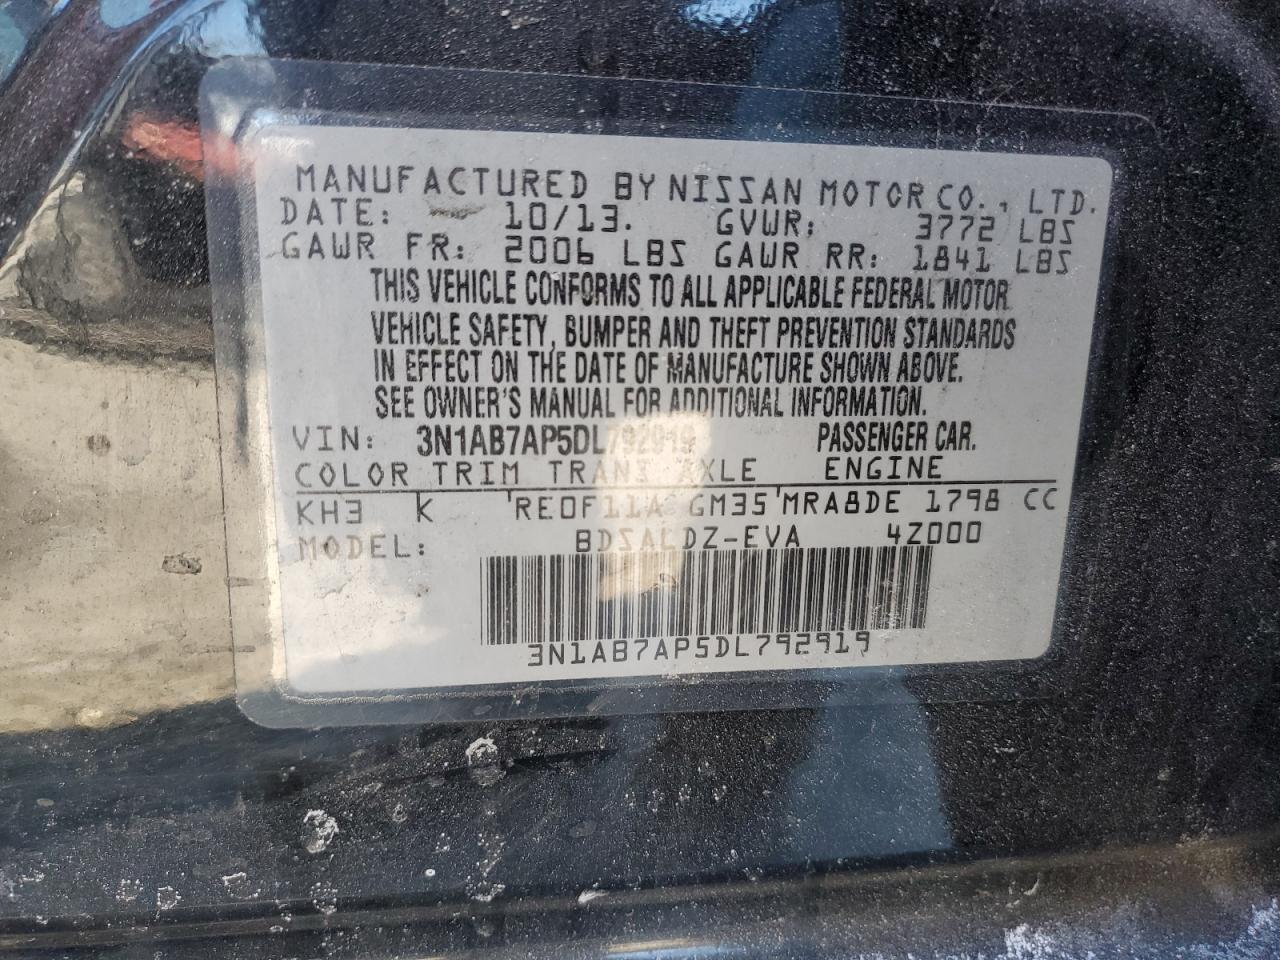 MANUFACTURED BY NISSAN MOTOR CO., LTD.
DATE: 10/13. GVWR: 3772 LBS
GAWR FR: 2006 LBS GAWR RR: 1841 LBS
THIS VEHICLE CONFORMS TO ALL APPLICABLE FEDERAL MOTOR
VEHICLE SAFETY, BUMPER AND THEFT PREVENTION STANDARDS
IN EFFECT ON THE DATE OF MANUFACTURE SHOWN ABOVE.
SEE OWNER'S MANUAL FOR ADDITIONAL INFORMATION.
VIN: 3N1AB7AP5DL792919 PASSENGER CAR.
COLOR TRIM TRANS AXLE ENGINE
KH3 K REOF11A GM35 MRA8DE 1798 CC
MODEL: BDSALDZ-EVA 4Z000
3N1AB7AP5DL792919